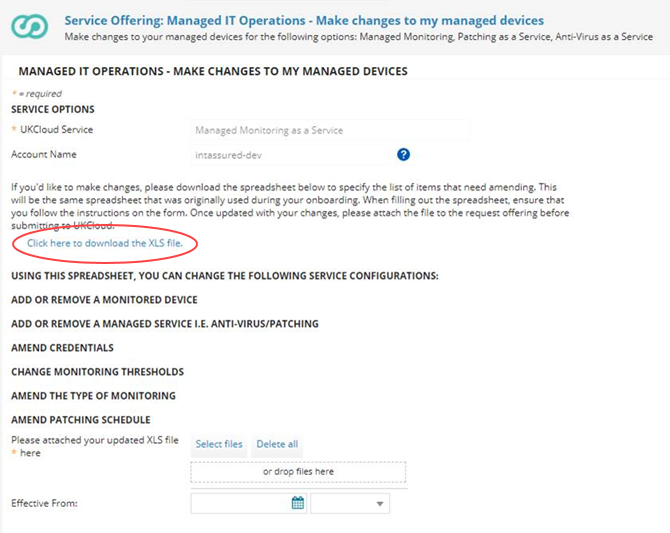 Service Offering: Managed IT Operations - Make changes to my managed devices
Make changes to your managed devices for the following options: Managed Monitoring, Patching as a Service, Anti-Virus as a Service
MANAGED IT OPERATIONS - MAKE CHANGES TO MY MANAGED DEVICES
* = required
SERVICE OPTIONS
* UKCloud Service
Managed Monitoring as a Service
Account Name
intassured-dev
?
If you'd like to make changes, please download the spreadsheet below to specify the list of items that need amending. This
will be the same spreadsheet that was originally used during your onboarding. When filling out the spreadsheet, ensure that
you follow the instructions on the form. Once updated with your changes, please attach the file to the request offering before
submitting to UKCloud.
Click here to download the XLS file.
USING THIS SPREADSHEET, YOU CAN CHANGE THE FOLLOWING SERVICE CONFIGURATIONS:
ADD OR REMOVE A MONITORED DEVICE
ADD OR REMOVE A MANAGED SERVICE I.E. ANTI-VIRUS/PATCHING
AMEND CREDENTIALS
CHANGE MONITORING THRESHOLDS
AMEND THE TYPE OF MONITORING
AMEND PATCHING SCHEDULE
Please attached your updated XLS file
* here
Select files
Delete all
or drop files here
Effective From: